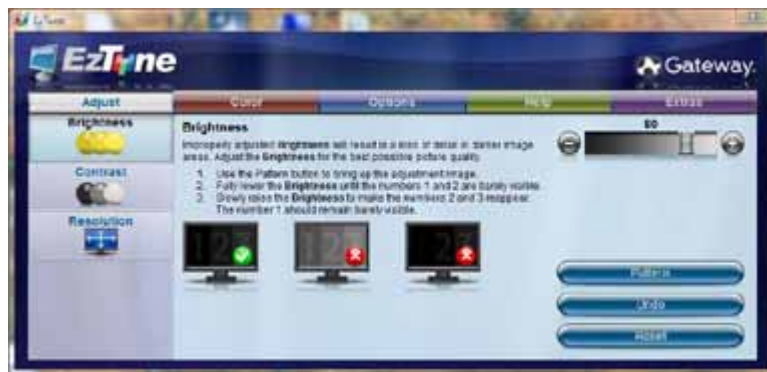 EzTune
Gateway.
Adjust
Color
Options
Help
Extras
Brightness
Contrast
Resolution
Brightness
Improperly adjusted Brightness will result in a loss of detail in darker image
areas. Adjust the Brightness for the best possible picture quality.
1. Use the Pattern button to bring up the adjustment image.
2. Fully lower the Brightness until the numbers 1 and 2 are barely visible.
3. Slowly raise the Brightness to make the numbers 2 and 3 reappear.
The number 1 should remain barely visible.
80
123
123
23
Pattern
Undo
Reset